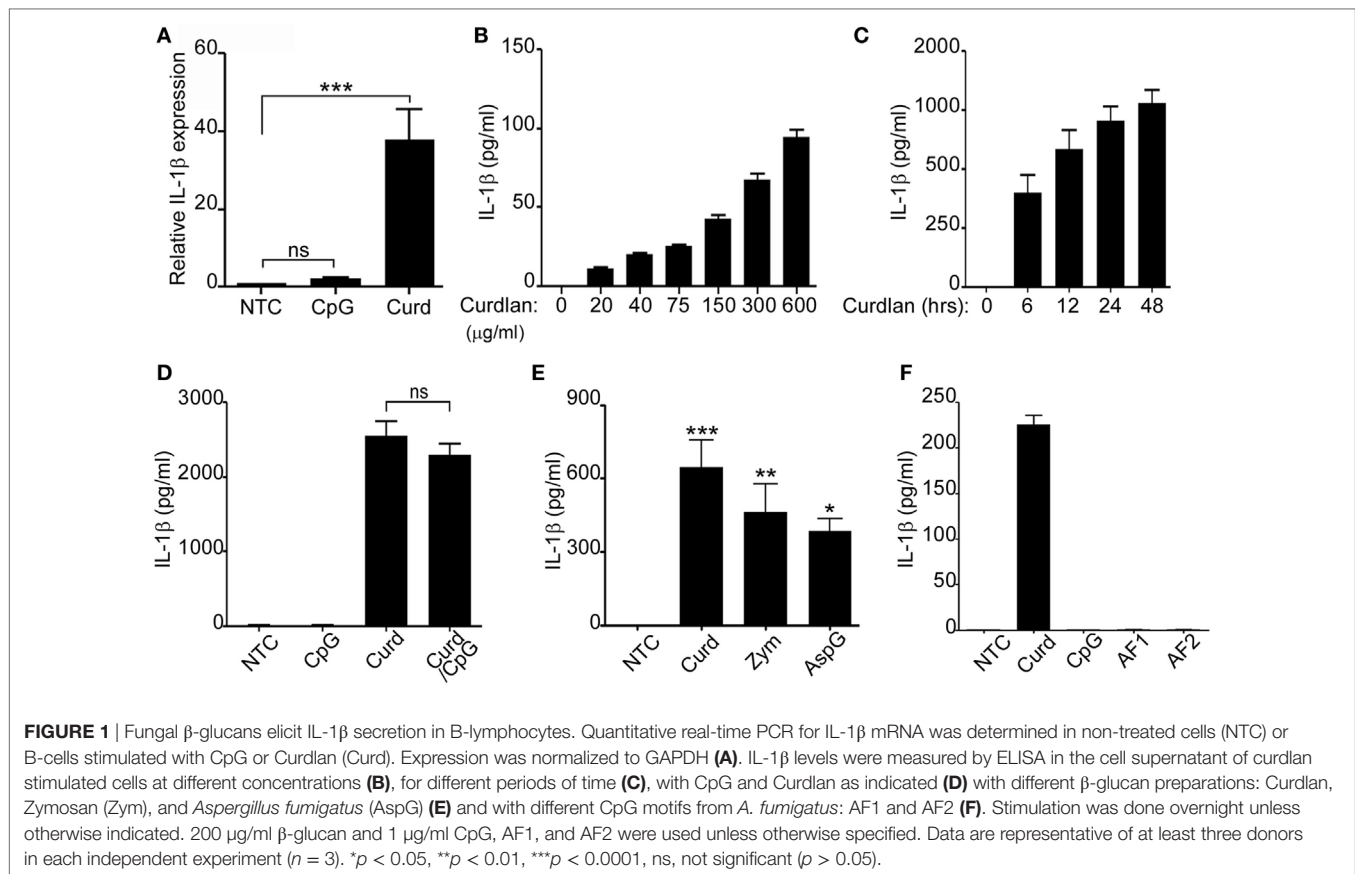 A
Relative IL-1β expression
60
40
20
0
***
ns
NTC CpG Curd
B
IL-1β (pg/ml)
150
100
50
0
Curdlan: 0 20 40 75 150 300 600
(μg/ml)
C
IL-1β (pg/ml)
2000
1000
500
250
0
Curdlan (hrs): 0 6 12 24 48
D
IL-1β (pg/ml)
3000
2000
1000
0
ns
NTC CpG Curd Curd
/CpG
E
IL-1β (pg/ml)
900
600
300
0
***
**
*
NTC Curd Zym AspG
F
IL-1β (pg/ml)
250
200
250
150
50
0
NTC Curd CpG AF1 AF2
FIGURE 1 | Fungal β-glucans elicit IL-1β secretion in B-lymphocytes. Quantitative real-time PCR for IL-1β mRNA was determined in non-treated cells (NTC) or
B-cells stimulated with CpG or Curdlan (Curd). Expression was normalized to GAPDH (A). IL-1β levels were measured by ELISA in the cell supernatant of curdlan
stimulated cells at different concentrations (B), for different periods of time (C), with CpG and Curdlan as indicated (D) with different β-glucan preparations: Curdlan,
Zymosan (Zym), and Aspergillus fumigatus (AspG) (E) and with different CpG motifs from A. fumigatus: AF1 and AF2 (F). Stimulation was done overnight unless
otherwise indicated. 200 μg/ml β-glucan and 1 μg/ml CpG, AF1, and AF2 were used unless otherwise specified. Data are representative of at least three donors
in each independent experiment (n = 3). *p < 0.05, **p < 0.01, ***p < 0.0001, ns, not significant (p > 0.05).